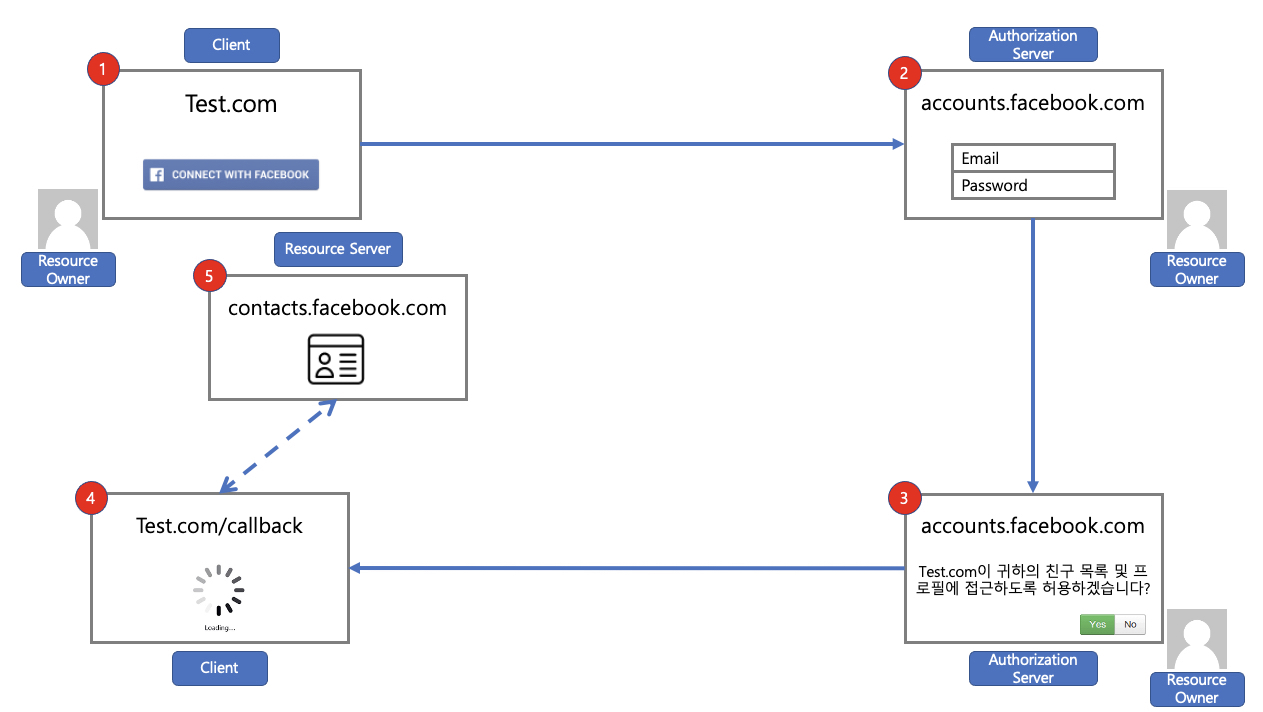 Client
1
Test.com
CONNECT WITH FACEBOOK
Resource
Owner
Authorization
Server
2
accounts.facebook.com
Email
Password
Resource
Owner
Resource Server
5
contacts.facebook.com
4
Test.com/callback
Loading...
Client
3
accounts.facebook.com
Test.com이 귀하의 친구 목록 및 프
로필에 접근하도록 허용하겠습니다?
Yes
No
Authorization
Server
Resource
Owner